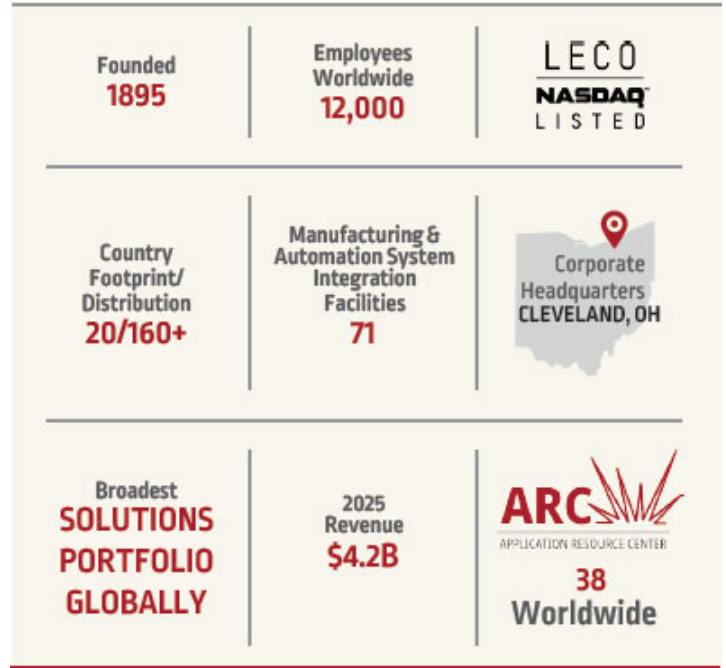 Founded
1895
Employees
Worldwide
12,000
LECO
NASDAQ
LISTED
Country
Footprint/
Distribution
20/160+
Manufacturing &
Automation System
Integration
Facilities
71
Corporate
Headquarters
CLEVELAND, OH
Broadest
SOLUTIONS
PORTFOLIO
GLOBALLY
2025
Revenue
$4.2B
ARC
APPLICATION RESOURCE CENTER
38
Worldwide